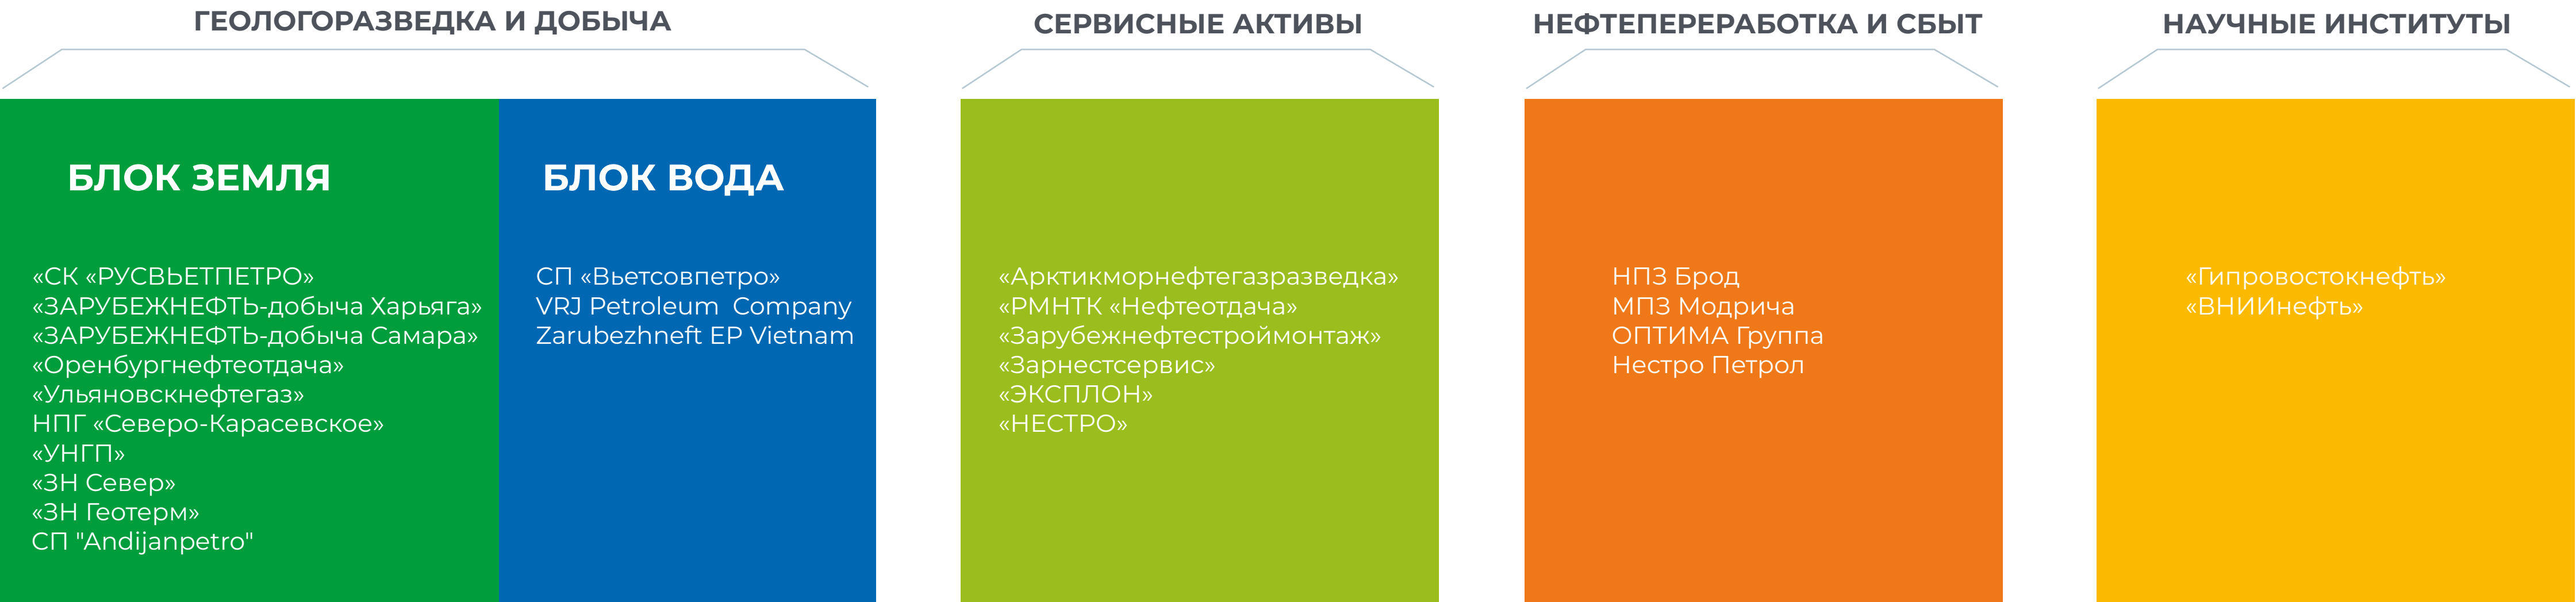 ГЕОЛОГОРАЗВЕДКА И ДОБЫЧА
БЛОК ЗЕМЛЯ
«СК «РУСВЬЕТПЕТРО»
«ЗАРУБЕЖНЕФТЬ-добыча Харьяга»
«ЗАРУБЕЖНЕФТЬ-добыча Самара»
«Оренбургнефтеотдача»
«Ульяновскнефтегаз»
НПГ «Северо-Карасевское»
«УНГП»
«ЗН Север»
«ЗН Геотерм»
СП "Andijanpetro"
БЛОК ВОДА
СП «Вьетсовпетро»
VRJ Petroleum Company
Zarubezhneft EP Vietnam
СЕРВИСНЫЕ АКТИВЫ
«Арктикморнефтегазразведка»
«РМНТК «Нефтеотдача»
«Зарубежнефтестроймонтаж»
«Зарнестсервис»
«ЭКСПЛОН»
«НЕСТРО»
НЕФТЕПЕРЕРАБОТКА И СБЫТ
НПЗ Брод
МПЗ Модрича
ОПТИМА Группа
Нестро Петрол
НАУЧНЫЕ ИНСТИТУТЫ
«Гипровостокнефть»
«ВНИИнефть»